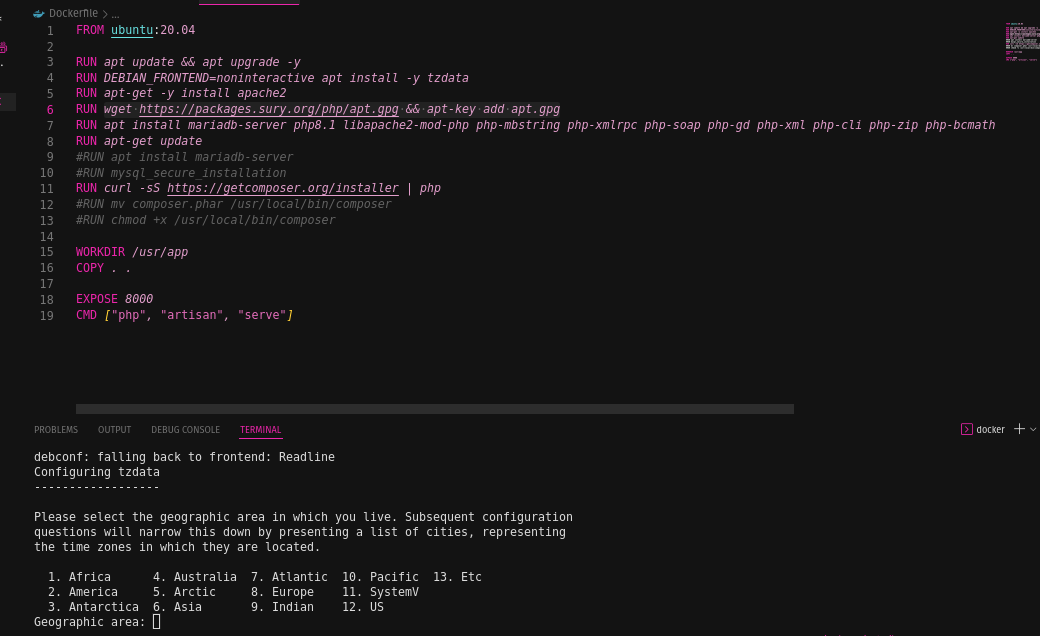 Dockerfile > ...
1 FROM ubuntu:20.04
2
3 RUN apt update && apt upgrade -y
4 RUN DEBIAN_FRONTEND=noninteractive apt install -y tzdata
5 RUN apt-get -y install apache2
6 RUN wget https://packages.sury.org/php/apt.gpg && apt-key add apt.gpg
7 RUN apt install mariadb-server php8.1 libapache2-mod-php php-mbstring php-xmlrpc php-soap php-gd php-xml php-cli php-zip php-bcmath
8 RUN apt-get update
9 #RUN apt install mariadb-server
10 #RUN mysql_secure_installation
11 RUN curl -sS https://getcomposer.org/installer | php
12 #RUN mv composer.phar /usr/local/bin/composer
13 #RUN chmod +x /usr/local/bin/composer
14
15 WORKDIR /usr/app
16 COPY . .
17
18 EXPOSE 8000
19 CMD ["php", "artisan", "serve"]
PROBLEMS OUTPUT DEBUG CONSOLE TERMINAL docker
debconf: falling back to frontend: Readline
Configuring tzdata
------------------
Please select the geographic area in which you live. Subsequent configuration
questions will narrow this down by presenting a list of cities, representing
the time zones in which they are located.
1. Africa 4. Australia 7. Atlantic 10. Pacific 13. Etc
2. America 5. Arctic 8. Europe 11. SystemV
3. Antarctica 6. Asia 9. Indian 12. US
Geographic area: